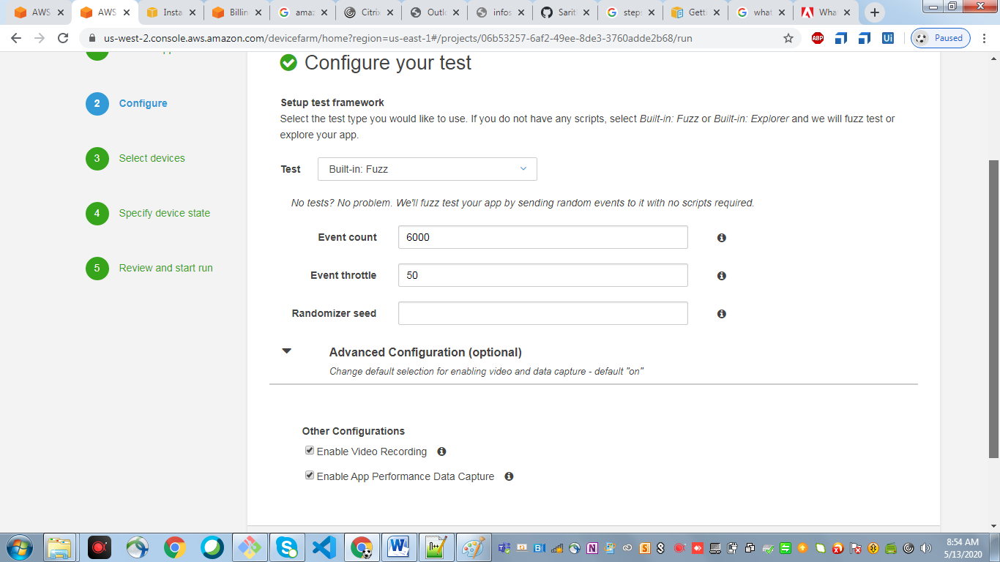 AWS
AWS
Insta
Billin
amaz
Citrix
Outlo
infos
Sarit
steps
Gett
what
Wha
us-west-2.console.aws.amazon.com/devicefarm/home?region=us-east-1#/projects/06b53257-6af2-49ee-8de3-3760adde2b68/run
ABP
Ui
Paused
Configure your test
2 Configure
3 Select devices
4 Specify device state
5 Review and start run
Setup test framework
Select the test type you would like to use. If you do not have any scripts, select Built-in: Fuzz or Built-in: Explorer and we will fuzz test or
explore your app.
Test Built-in: Fuzz
No tests? No problem. We'll fuzz test your app by sending random events to it with no scripts required.
Event count 6000
Event throttle 50
Randomizer seed
Advanced Configuration (optional)
Change default selection for enabling video and data capture - default "on"
Other Configurations
Enable Video Recording
Enable App Performance Data Capture
8:54 AM
5/13/2020